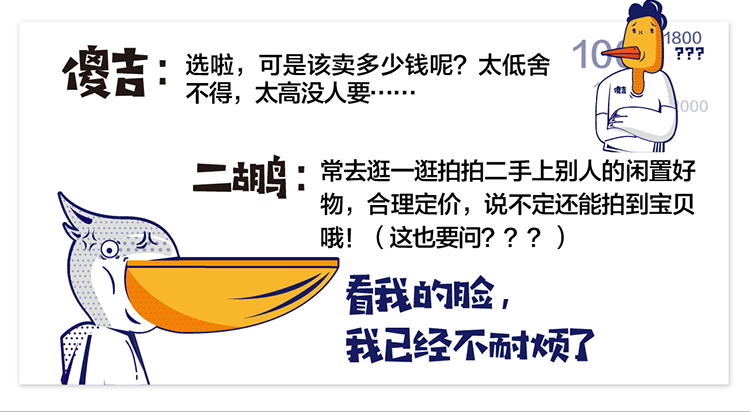 傻吉：
选啦，可是该卖多少钱呢？太低舍
不得，太高没人要……
1800
???
2000
傻吉
二胡鸣：
常去逛一逛拍拍二手上别人的闲置好
物，合理定价，说不定还能拍到宝贝
哦！（这也要问？？？）
看我的脸，
我已经不耐烦了